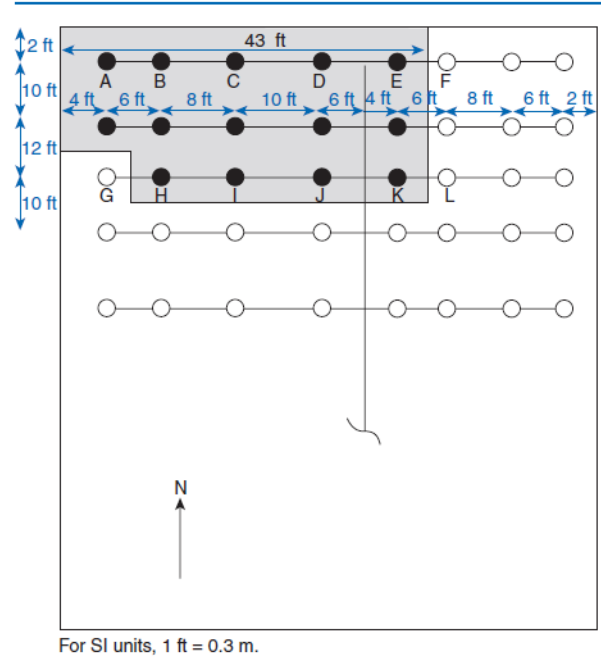 2 ft
43 ft
A B C D E F
10 ft
4 ft 6 ft 8 ft 10 ft 6 ft 4 ft 6 ft 8 ft 6 ft 2 ft
12 ft
G H I J K L
10 ft
N
For SI units, 1 ft = 0.3 m.